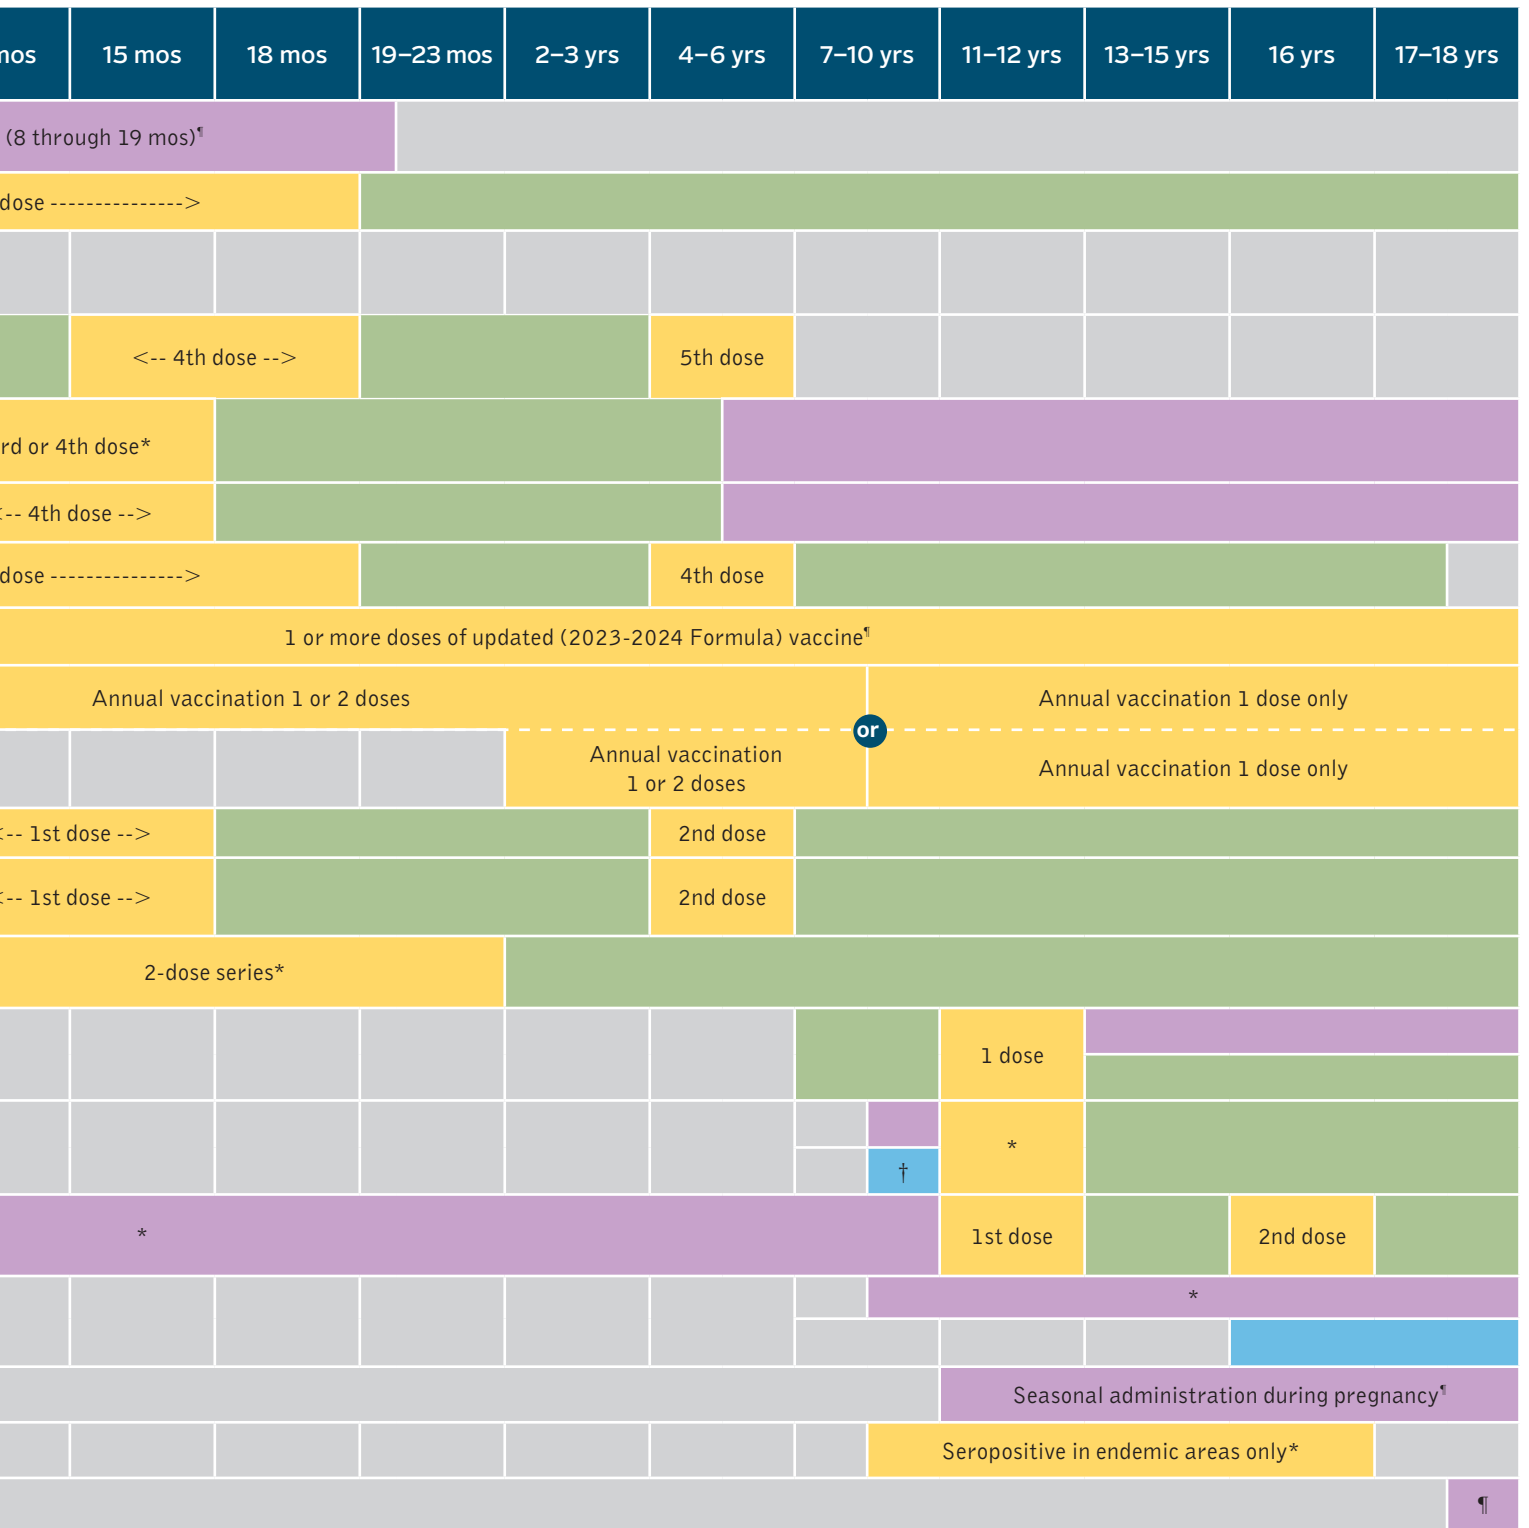 mos 15 mos 18 mos 19–23 mos 2–3 yrs 4–6 yrs 7–10 yrs 11–12 yrs 13–15 yrs 16 yrs 17–18 yrs
(8 through 19 mos)¶
dose --------------->
<-- 4th dose --> 5th dose
rd or 4th dose*
-- 4th dose -->
dose ---------------> 4th dose
1 or more doses of updated (2023-2024 Formula) vaccine¶
Annual vaccination 1 or 2 doses Annual vaccination 1 dose only
or
Annual vaccination
1 or 2 doses
Annual vaccination 1 dose only
-- 1st dose --> 2nd dose
-- 1st dose --> 2nd dose
2-dose series*
1 dose
*
†
* 1st dose 2nd dose
*
Seasonal administration during pregnancy¶
Seropositive in endemic areas only*
¶